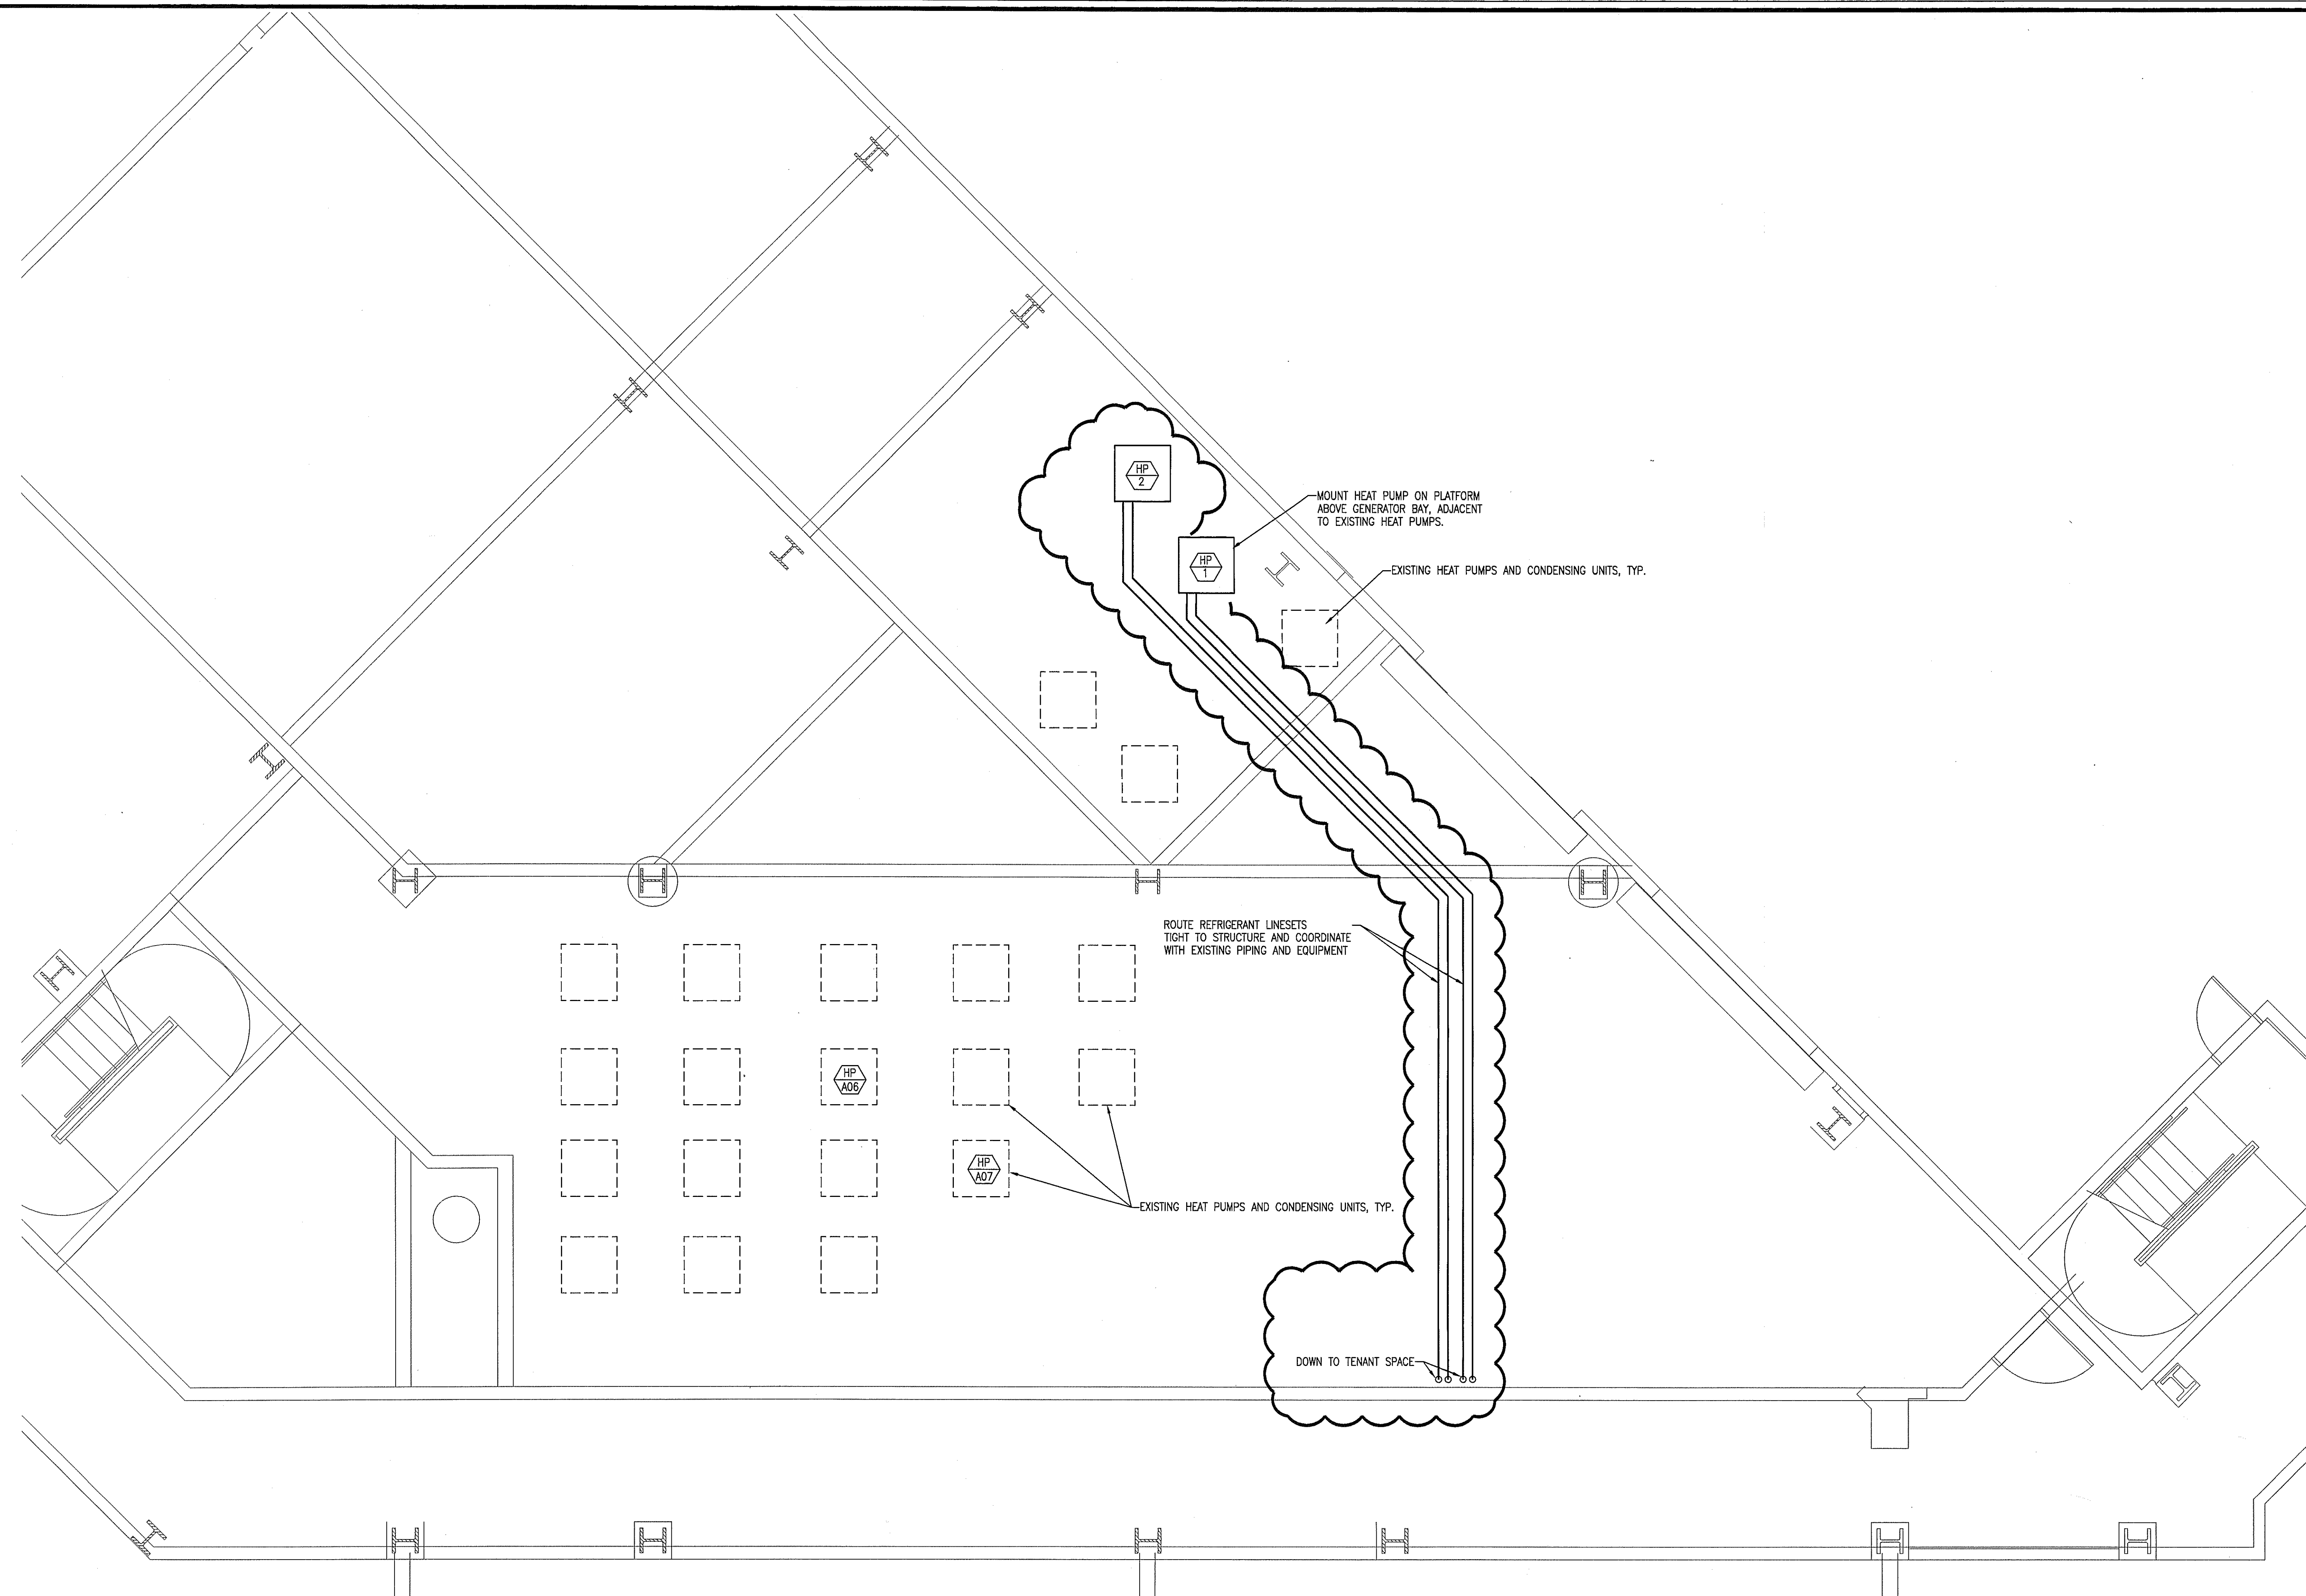 HP
2
MOUNT HEAT PUMP ON PLATFORM
ABOVE GENERATOR BAY, ADJACENT
TO EXISTING HEAT PUMPS.
HP
1
EXISTING HEAT PUMPS AND CONDENSING UNITS, TYP.
ROUTE REFRIGERANT LINESETS
TIGHT TO STRUCTURE AND COORDINATE
WITH EXISTING PIPING AND EQUIPMENT
HP
A06
HP
A07
EXISTING HEAT PUMPS AND CONDENSING UNITS, TYP.
DOWN TO TENANT SPACE